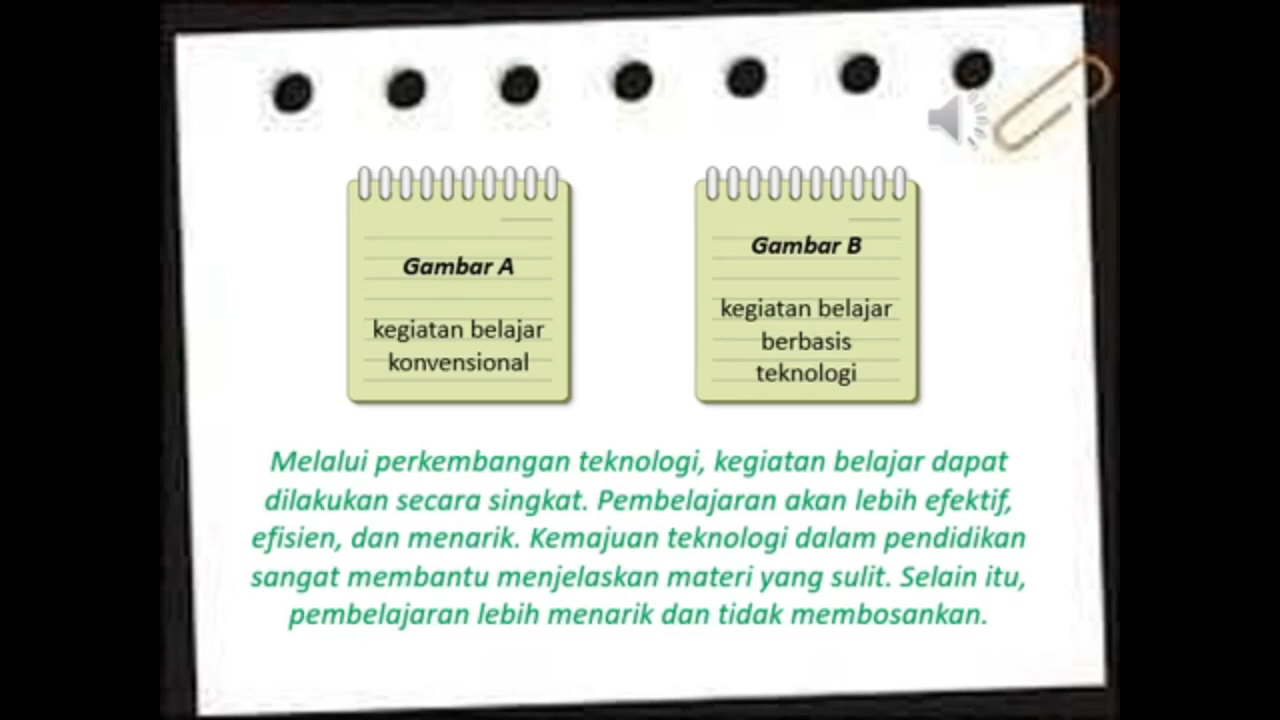 Gambar A
kegiatan belajar
konvensional
Gambar B
kegiatan belajar
berbasis
teknologi
Melalui perkembangan teknologi, kegiatan belajar dapat
dilakukan secara singkat. Pembelajaran akan lebih efektif,
efisien, dan menarik. Kemajuan teknologi dalam pendidikan
sangat membantu menjelaskan materi yang sulit. Selain itu,
pembelajaran lebih menarik dan tidak membosankan.